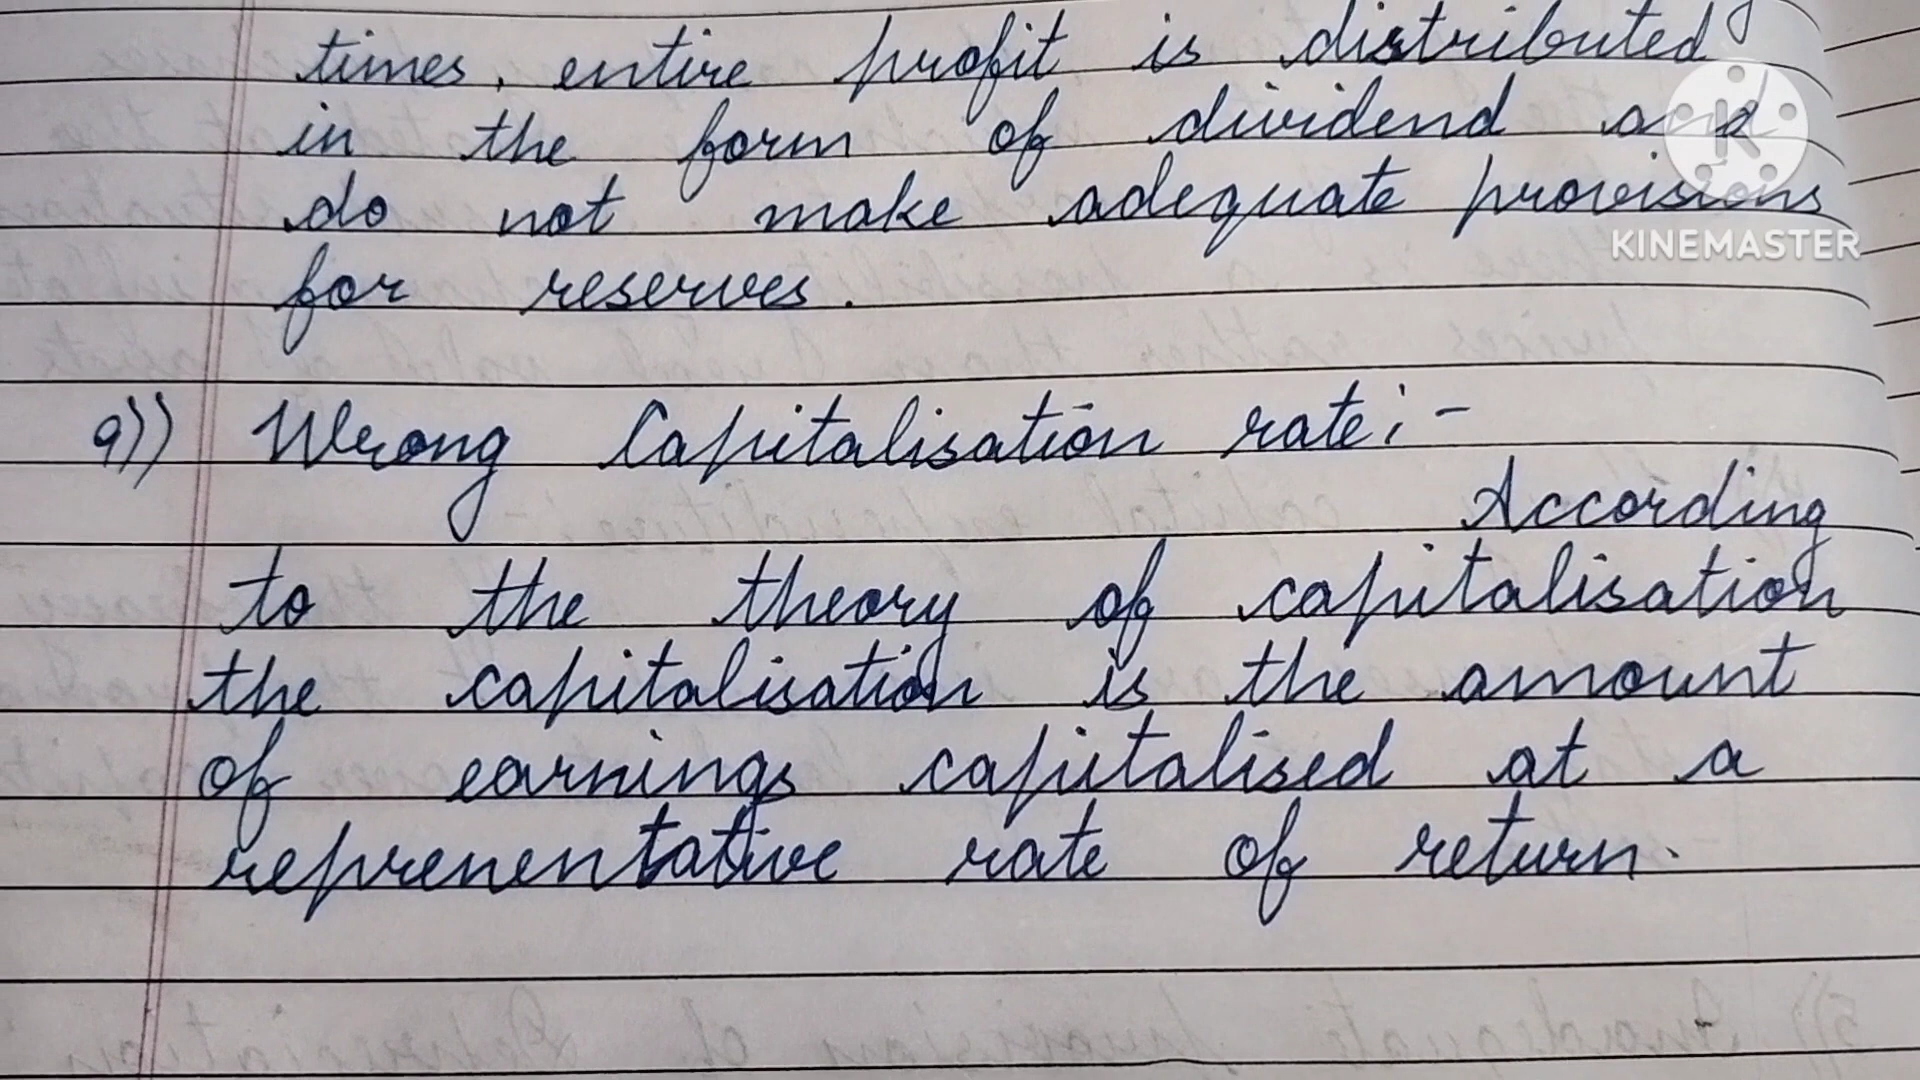 times, entire profit is distributed
in the form of dividend and
do not make adequate provisions
for reserves.
KINEMASTER
9)) Wrong Capitalisation rate:-
According
to the theory of capitalisation
the capitalisation is the amount
of earnings capitalised at a
reprenentative rate of return.